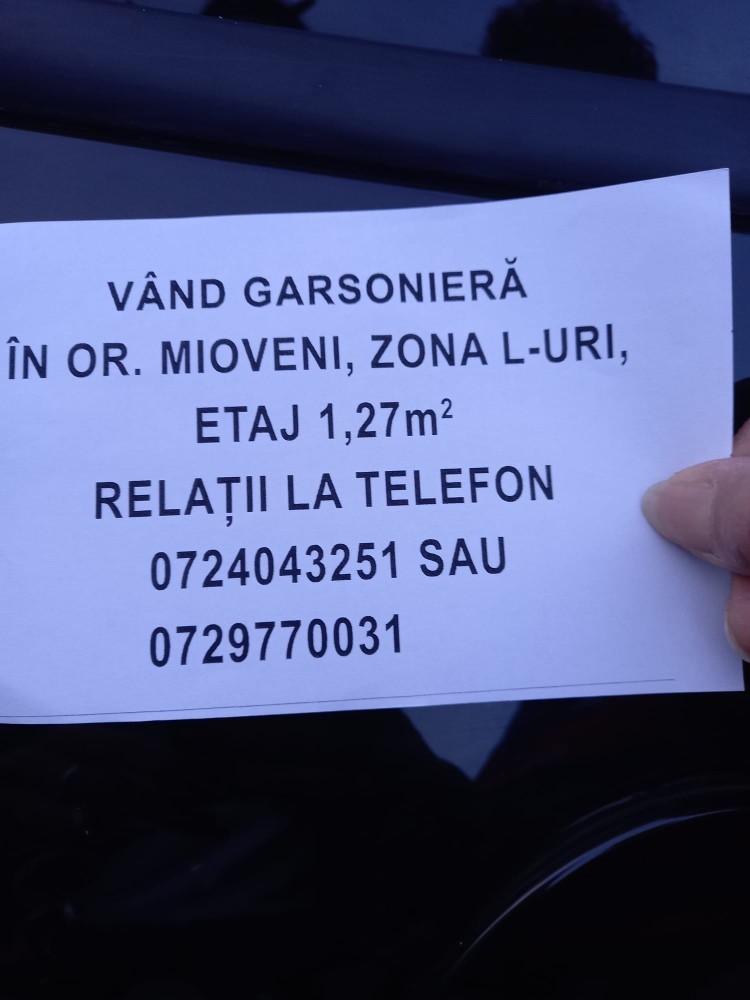 VÂND GARSONIERĂ
ÎN OR. MIOVENI, ZONA L-URI,
ETAJ 1,27m²
RELAȚII LA TELEFON
0724043251 SAU
0729770031